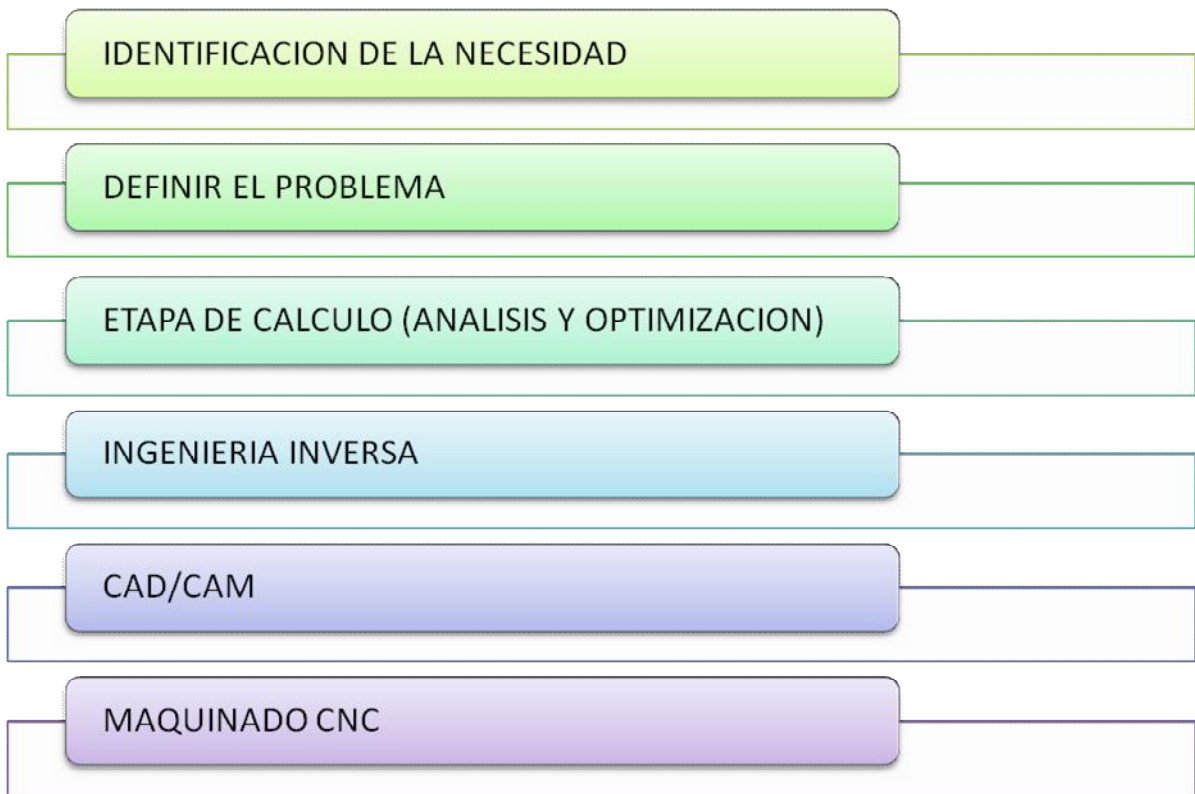 IDENTIFICACION DE LA NECESIDAD
DEFINIR EL PROBLEMA
ETAPA DE CALCULO (ANALISIS Y OPTIMIZACION)
INGENIERIA INVERSA
CAD/CAM
MAQUINADO CNC